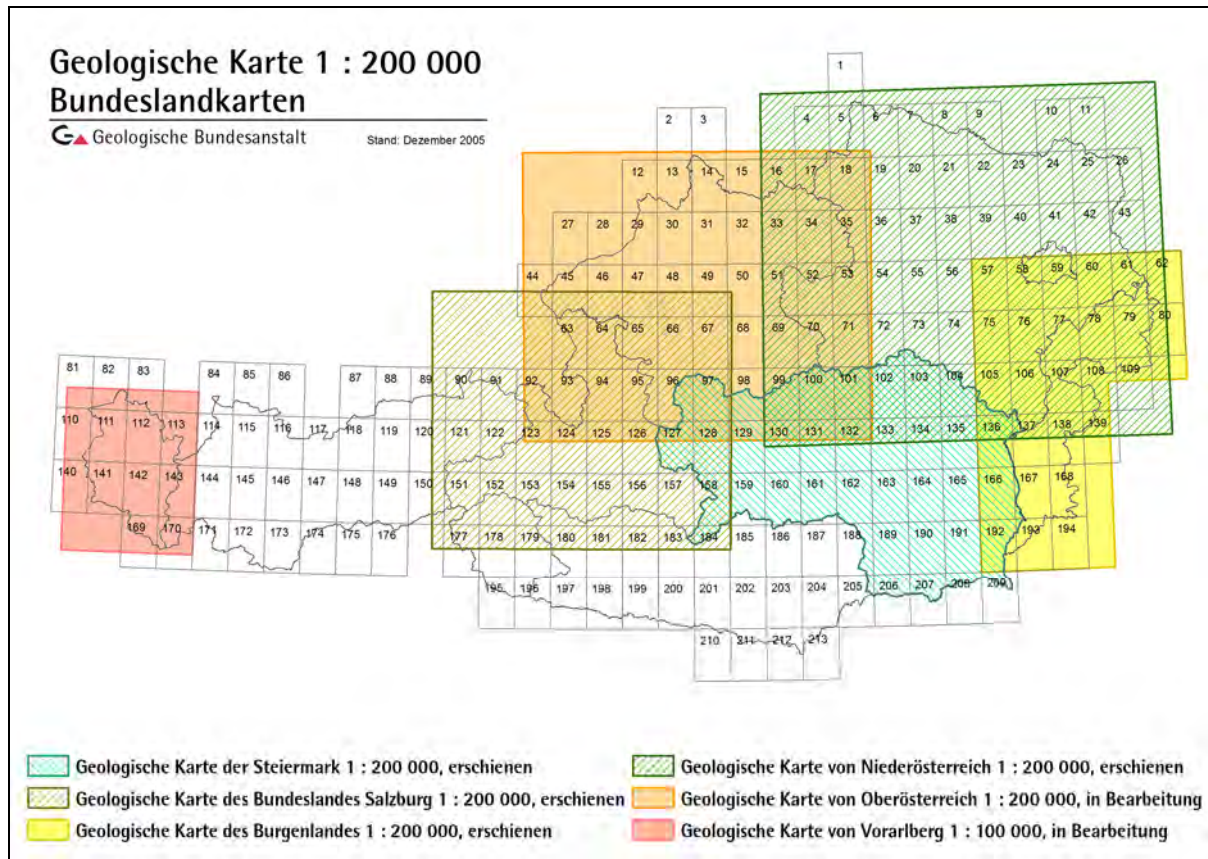 Geologische Karte 1 : 200 000
Bundeslandkarten
Geologische Bundesanstalt Stand: Dezember 2005
1
2 3 4 5 6 7 8 9 10 11
12 13 14 15 16 17 18 19 20 21 22 23 24 25 26
27 28 29 30 31 32 33 34 35 36 37 38 39 40 41 42 43
44 45 46 47 48 49 50 51 52 53 54 55 56 57 58 59 60 61 62
63 64 65 66 67 68 69 70 71 72 73 74 75 76 77 78 79 80
81 82 83 84 85 86 87 88 89 90 91 92 93 94 95 96 97 98 99 100 101 102 103 104 105 106 107 108 109
110 111 112 113 114 115 116 117 118 119 120 121 122 123 124 125 126 127 128 129 130 131 132 133 134 135 136 137 138 139
140 141 142 143 144 145 146 147 148 149 150 151 152 153 154 155 156 157 158 159 160 161 162 163 164 165 166 167 168
169 170 171 172 173 174 175 176 177 178 179 180 181 182 183 184 185 186 187 188 189 190 191 192 193 194
195 196 197 198 199 200 201 202 203 204 205 206 207 208 209
210 211 212 213
Geologische Karte der Steiermark 1 : 200 000, erschienen
Geologische Karte des Bundeslandes Salzburg 1 : 200 000, erschienen
Geologische Karte des Burgenlandes 1 : 200 000, erschienen
Geologische Karte von Niederösterreich 1 : 200 000, erschienen
Geologische Karte von Oberösterreich 1 : 200 000, in Bearbeitung
Geologische Karte von Vorarlberg 1 : 100 000, in Bearbeitung